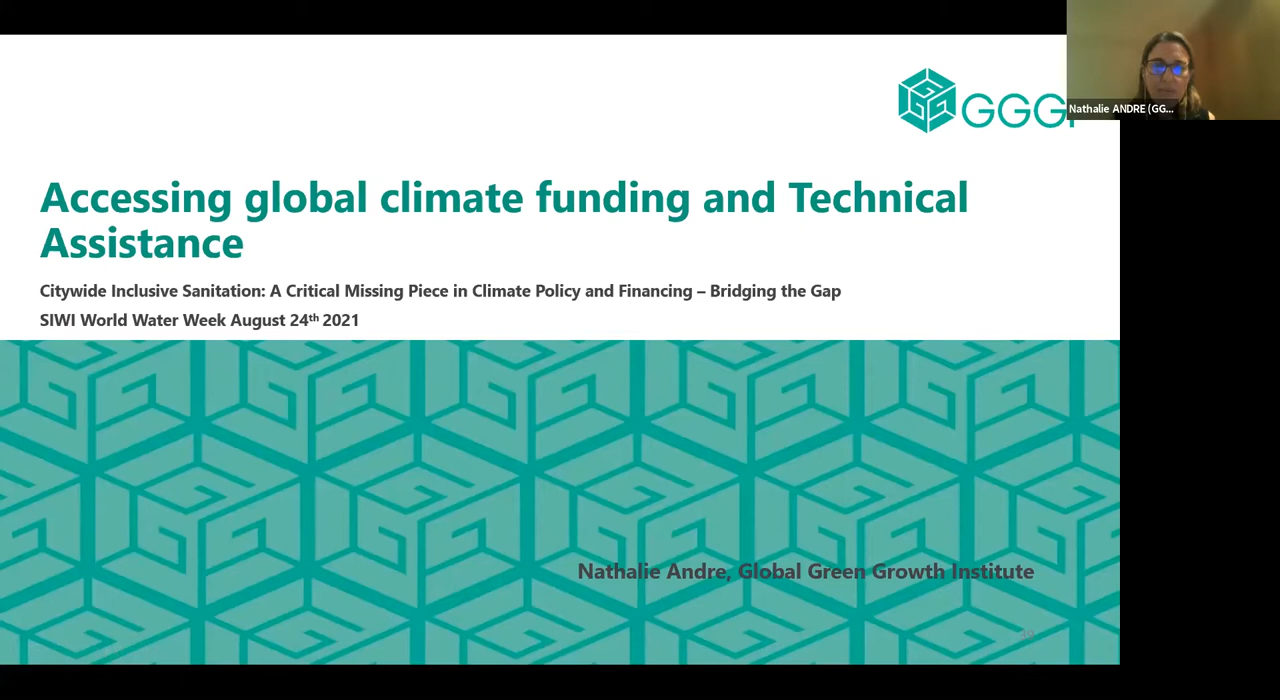 GGGI
Nathalie ANDRE (GG...
Accessing global climate funding and Technical
Assistance
Citywide Inclusive Sanitation: A Critical Missing Piece in Climate Policy and Financing – Bridging the Gap
SIWI World Water Week August 24th 2021
Nathalie Andre, Global Green Growth Institute